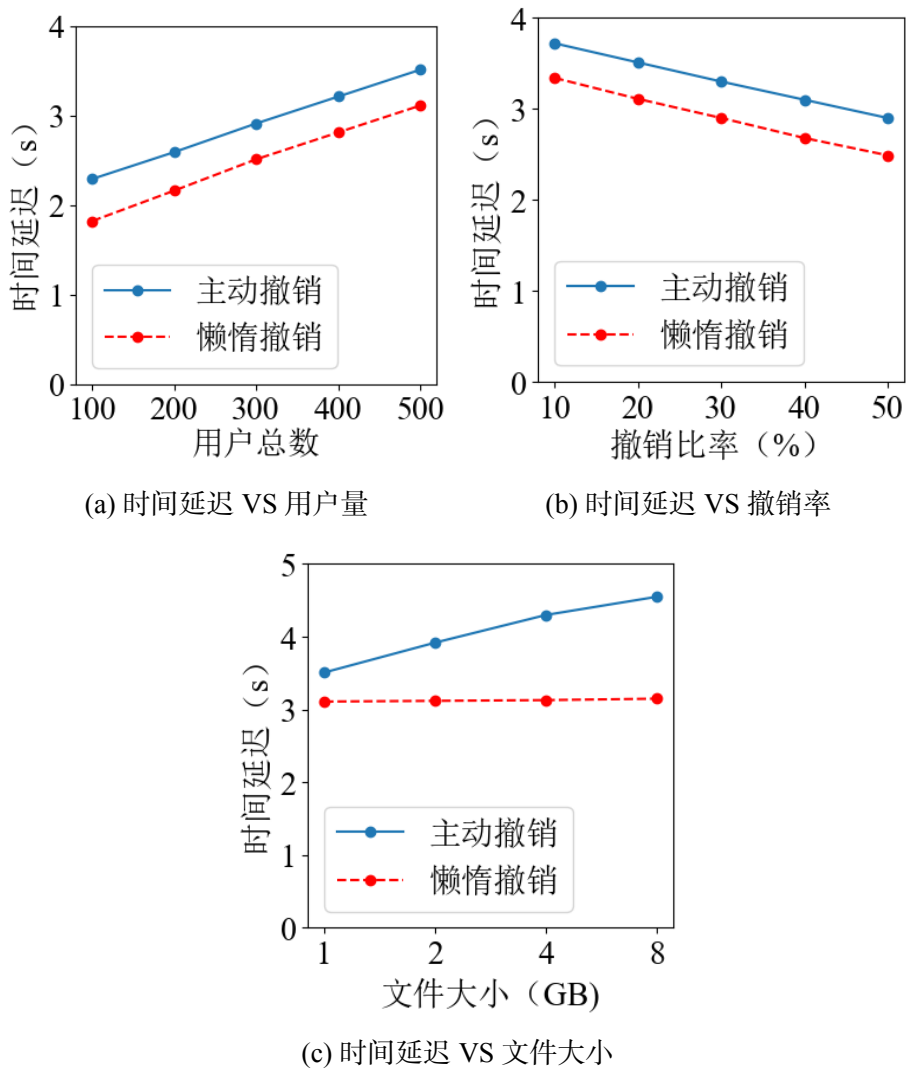 4
3
2
1
0
时间延迟（s）
主动撤销
懒惰撤销
100 200 300 400 500
用户总数
(a) 时间延迟 VS 用户量
4
3
2
1
0
时间延迟（s）
主动撤销
懒惰撤销
10 20 30 40 50
撤销比率（%）
(b) 时间延迟 VS 撤销率
5
4
3
2
1
0
时间延迟（s）
主动撤销
懒惰撤销
1 2 4 8
文件大小（GB)
(c) 时间延迟 VS 文件大小